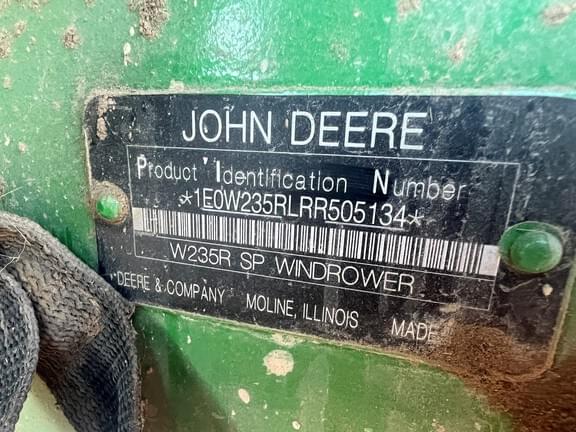 JOHN DEERE
Product Identification Number
*1E0W235RLRR505134*
W235R SP WINDROWER
DEERE & COMPANY MOLINE, ILLINOIS MADE